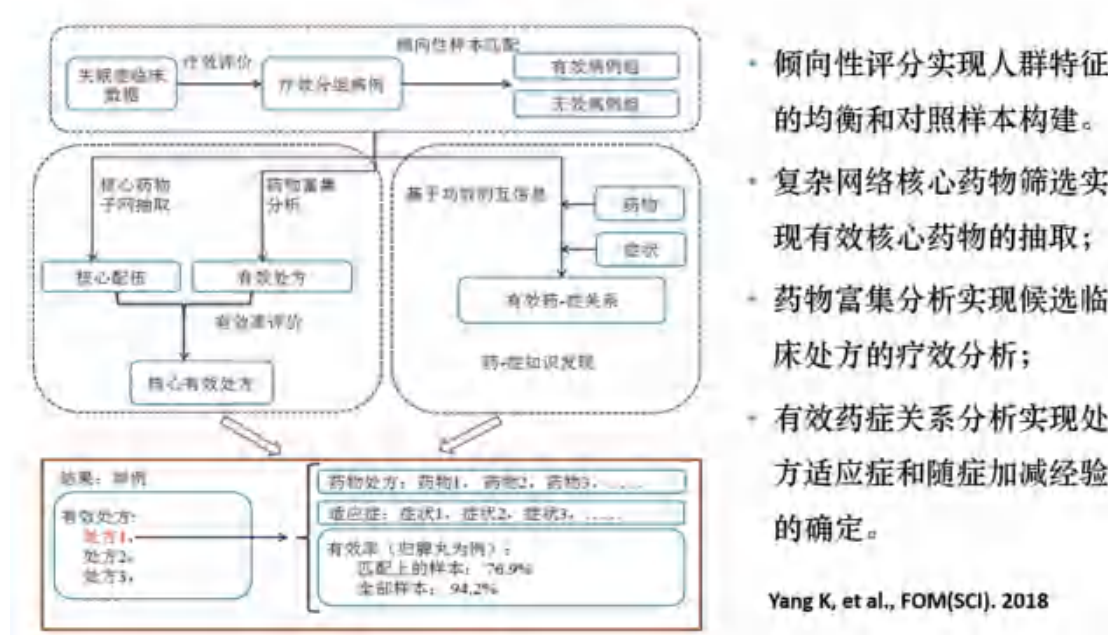 倾向性样本匹配
疗效评价
失眠症临床
数据
疗效分组病例
有效病例组
无效病例组
核心药物
子网抽取
药物富集
分析
基于功效的互信息
药物
症状
核心配伍
有效处方
有效药-症关系
有效率评价
药-症知识发现
核心有效处方
结果：举例
有效处方：
处方1，
处方2，
处方3，
药物处方：药物1，药物2，药物3，……
适应症：症状1，症状2，症状3，……
有效率（归脾丸为例）：
匹配上的样本：76.9%
全部样本：94.2%
· 倾向性评分实现人群特征
的均衡和对照样本构建。
· 复杂网络核心药物筛选实
现有效核心药物的抽取；
· 药物富集分析实现候选临
床处方的疗效分析；
· 有效药症关系分析实现处
方适应症和随症加减经验
的确定。
Yang K, et al., FOM(SCI). 2018